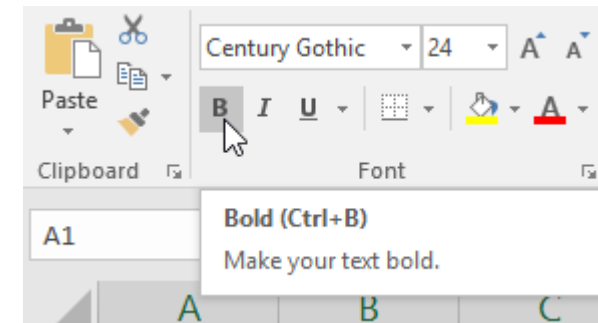 Century Gothic 24 A A
Paste
B I U A
Clipboard Font
A1
Bold (Ctrl+B)
Make your text bold.
A B C